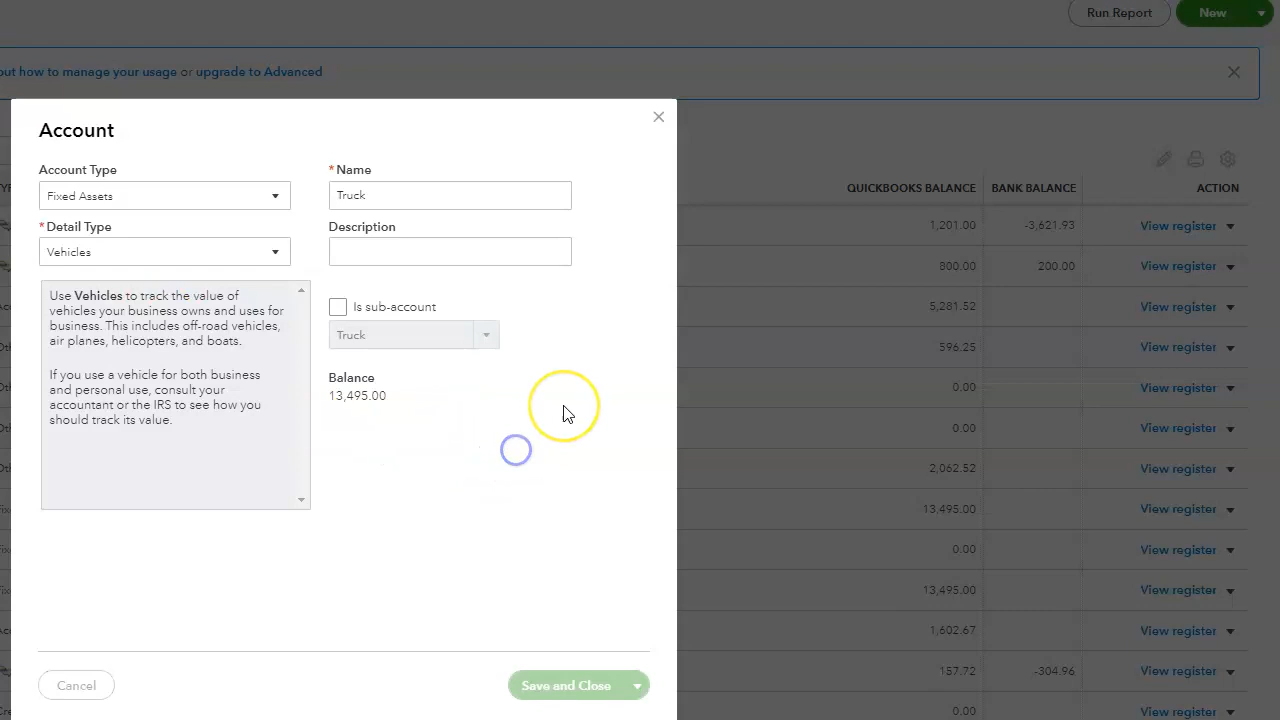 Run Report
New
out how to manage your usage or upgrade to Advanced
Account
Account Type
* Name
Fixed Assets
Truck
* Detail Type
Description
Vehicles
Use Vehicles to track the value of
vehicles your business owns and uses for
business. This includes off-road vehicles,
air planes, helicopters, and boats.
If you use a vehicle for both business
and personal use, consult your
accountant or the IRS to see how you
should track its value.
Is sub-account
Truck
Balance
13,495.00
Cancel
Save and Close
QUICKBOOKS BALANCE BANK BALANCE ACTION
1,201.00 -3,621.93 View register
800.00 200.00 View register
5,281.52 View register
596.25 View register
0.00 View register
0.00 View register
2,062.52 View register
13,495.00 View register
0.00 View register
13,495.00 View register
1,602.67 View register
157.72 -304.96 View register
0.00 View register